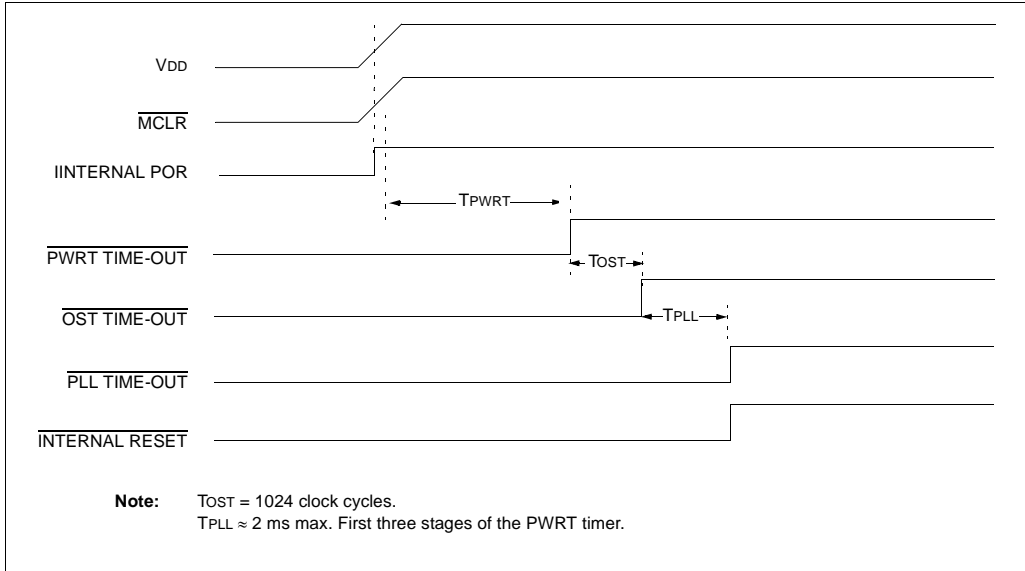 VDD
MCLR
IINTERNAL POR
TPWRT
PWRT TIME-OUT
TOST
OST TIME-OUT
TPLL
PLL TIME-OUT
INTERNAL RESET
Note: TOST = 1024 clock cycles.
TPLL ≈ 2 ms max. First three stages of the PWRT timer.